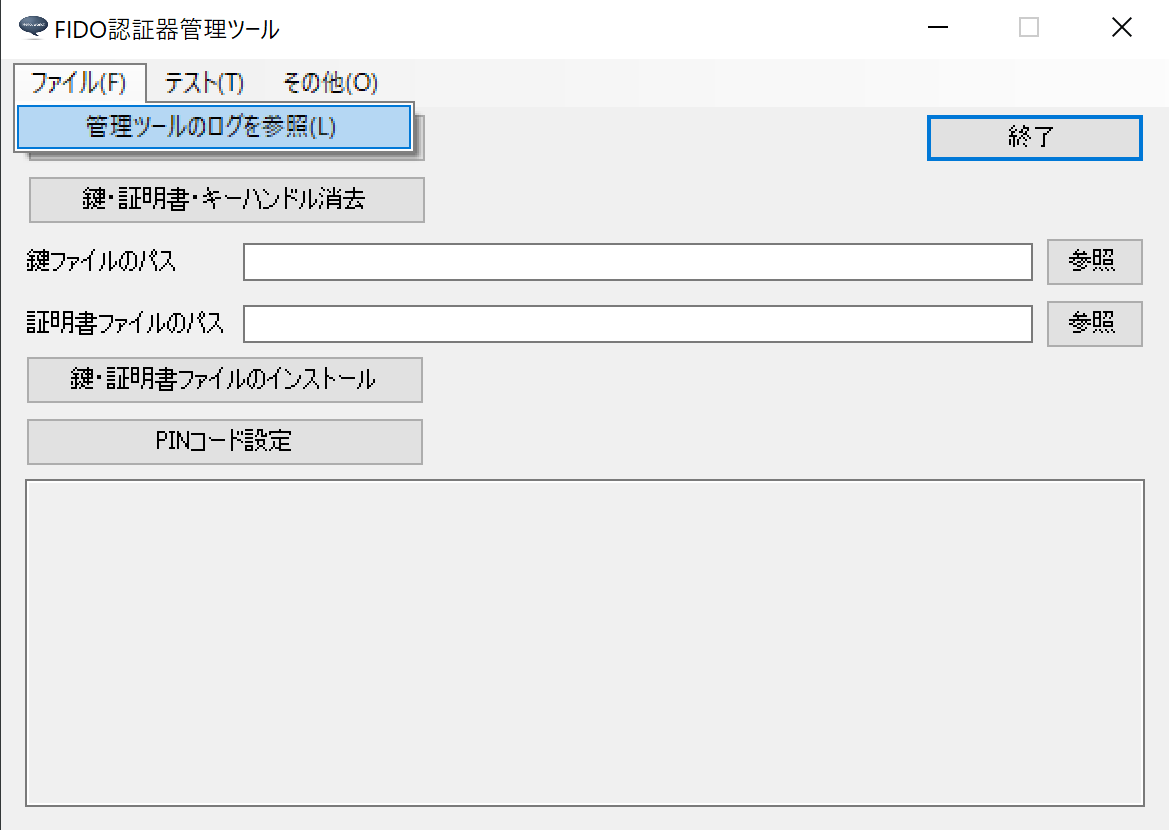 FIDO認証器管理ツール
ファイル(F) テスト(T) その他(O)
管理ツールのログを参照(L)
終了
鍵・証明書・キーハンドル消去
鍵ファイルのパス
参照
証明書ファイルのパス
参照
鍵・証明書ファイルのインストール
PINコード設定